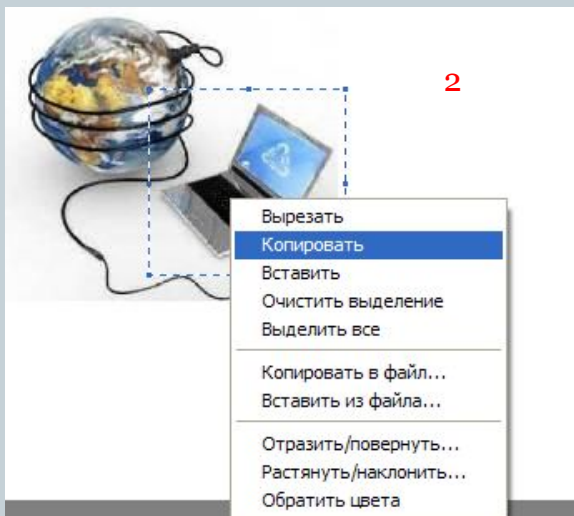 2
Вырезать
Копировать
Вставить
Очистить выделение
Выделить все
Копировать в файл...
Вставить из файла...
Отразить/повернуть...
Растянуть/наклонить...
Обратить цвета